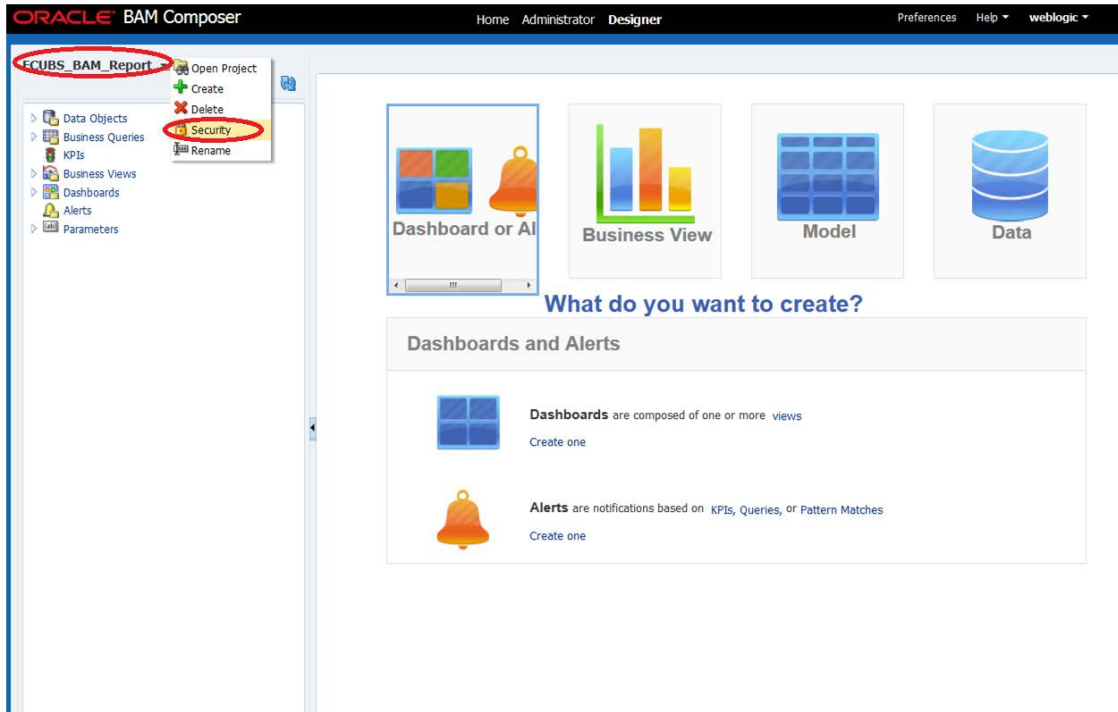 ORACLE BAM Composer
Home Administrator Designer
Preferences Help weblogic
FCUBS_BAM_Report
Open Project
Create
Delete
Security
Rename
Data Objects
Business Queries
KPIs
Business Views
Dashboards
Alerts
Parameters
Dashboard or Al
Business View
Model
Data
What do you want to create?
Dashboards and Alerts
Dashboards are composed of one or more views
Create one
Alerts are notifications based on KPIs, Queries, or Pattern Matches
Create one